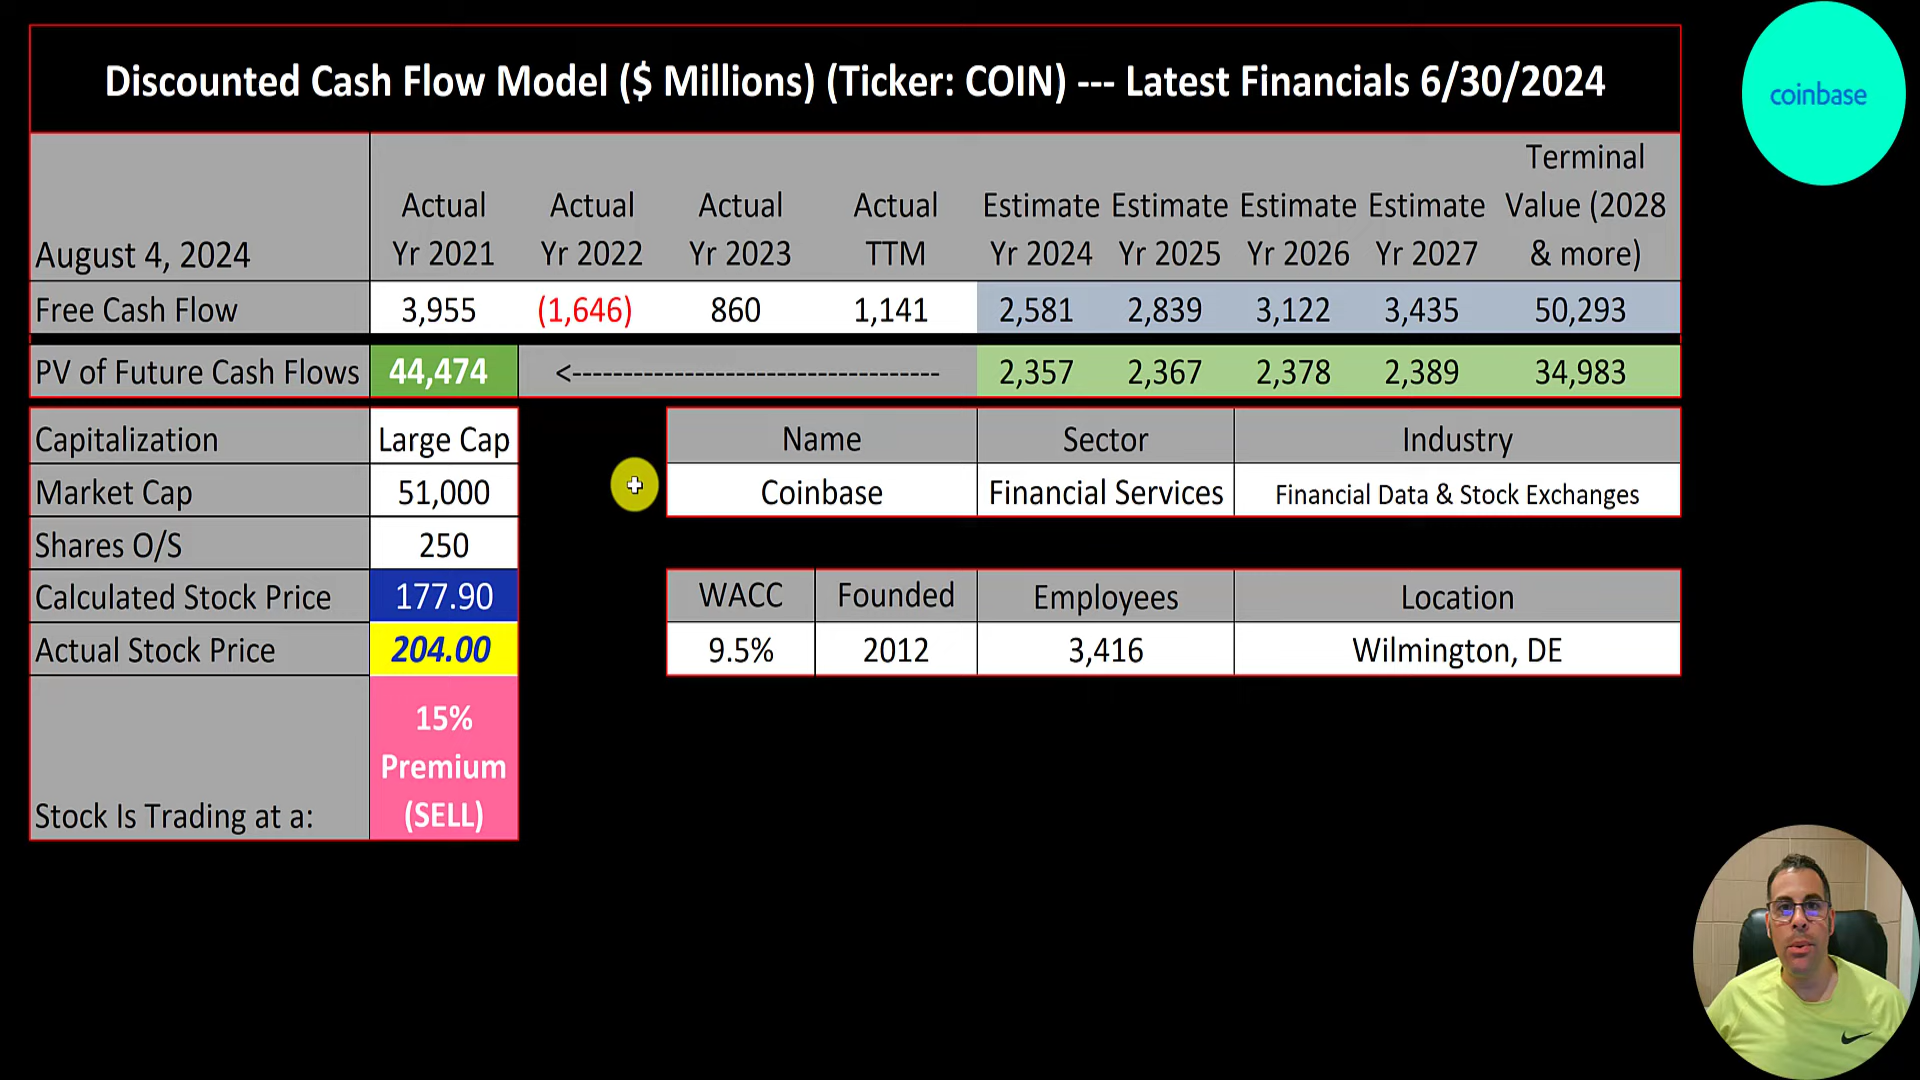 Discounted Cash Flow Model ($ Millions) (Ticker: COIN) --- Latest Financials 6/30/2024
coinbase
August 4, 2024 Actual Yr 2021 Actual Yr 2022 Actual Yr 2023 Actual TTM Estimate Yr 2024 Estimate Yr 2025 Estimate Yr 2026 Estimate Yr 2027 Terminal Value (2028 & more)
Free Cash Flow 3,955 (1,646) 860 1,141 2,581 2,839 3,122 3,435 50,293
PV of Future Cash Flows 44,474 <------------------------------------- 2,357 2,367 2,378 2,389 34,983
Capitalization Large Cap
Market Cap 51,000
Shares O/S 250
Calculated Stock Price 177.90
Actual Stock Price 204.00
Stock Is Trading at a: 15% Premium (SELL)
Name Sector Industry
Coinbase Financial Services Financial Data & Stock Exchanges
WACC Founded Employees Location
9.5% 2012 3,416 Wilmington, DE